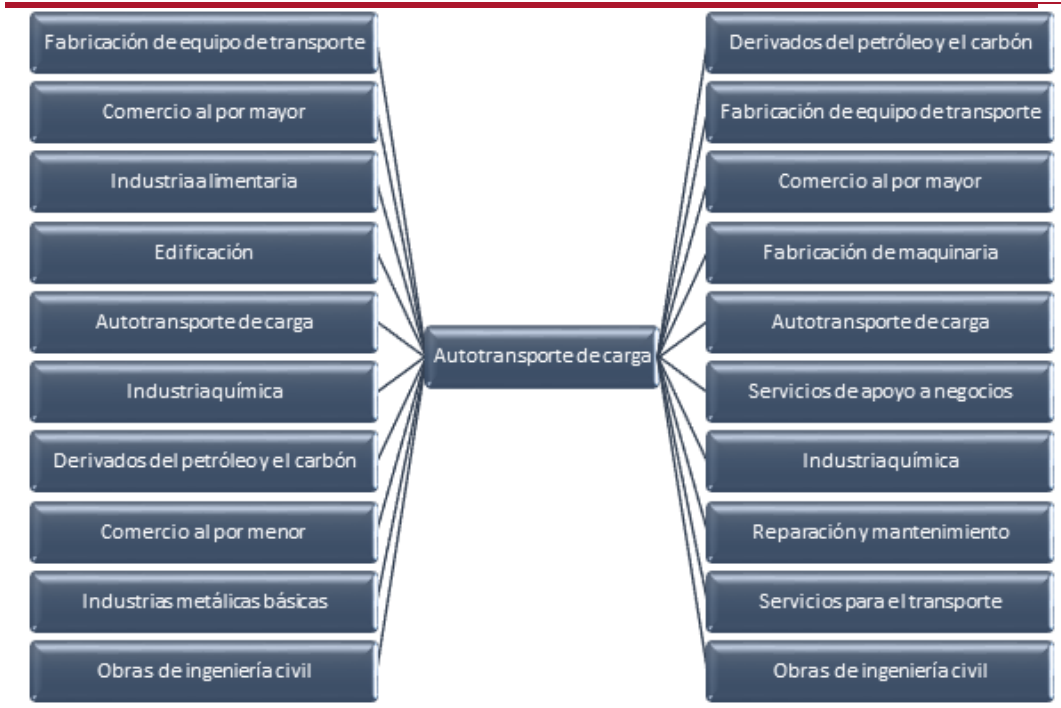 Fabricación de equipo de transporte
Comercio al por mayor
Industria alimentaria
Edificación
Autotransporte de carga
Industria química
Derivados del petróleo y el carbón
Comercio al por menor
Industrias metálicas básicas
Obras de ingeniería civil
Autotransporte de carga
Derivados del petróleo y el carbón
Fabricación de equipo de transporte
Comercio al por mayor
Fabricación de maquinaria
Autotransporte de carga
Servicios de apoyo a negocios
Industria química
Reparación y mantenimiento
Servicios para el transporte
Obras de ingeniería civil